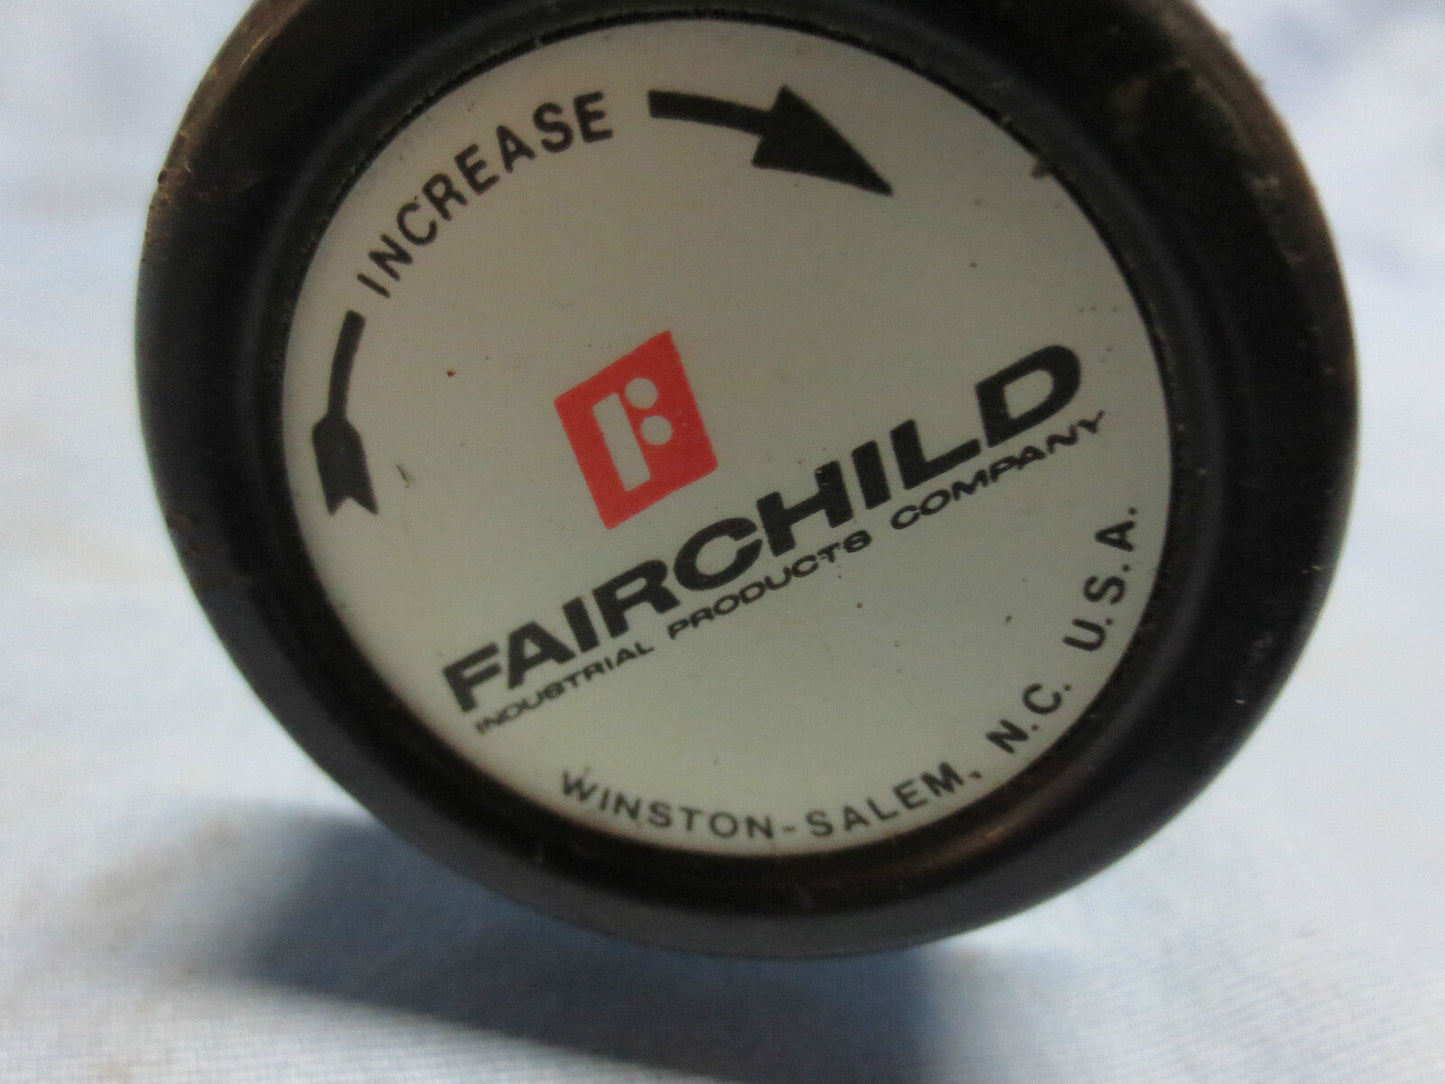 INCREASE
FAIRCHILD
INDUSTRIAL PRODUCTS COMPANY
WINSTON-SALEM, N.C. U.S.A.